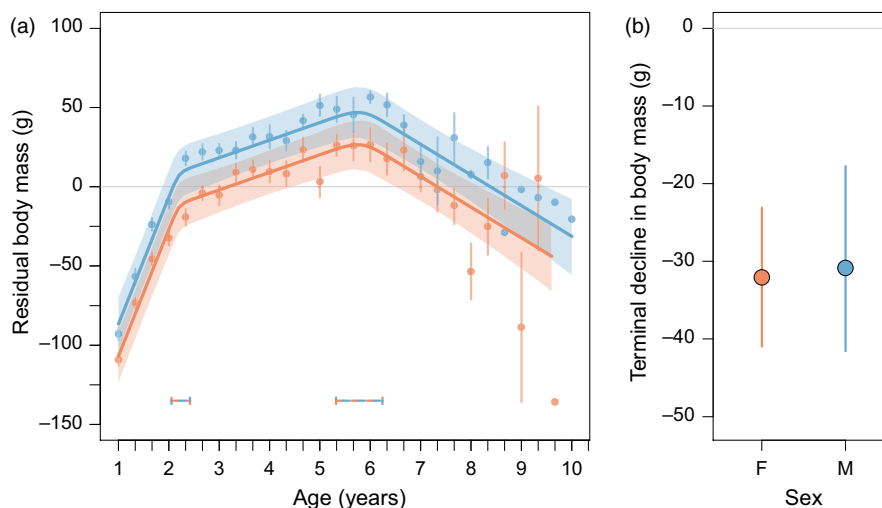 (a)
Residual body mass (g)
100
50
0
−50
−100
−150
1 2 3 4 5 6 7 8 9 10
Age (years)
(b)
Terminal decline in body mass (g)
0
−10
−20
−30
−40
−50
F M
Sex